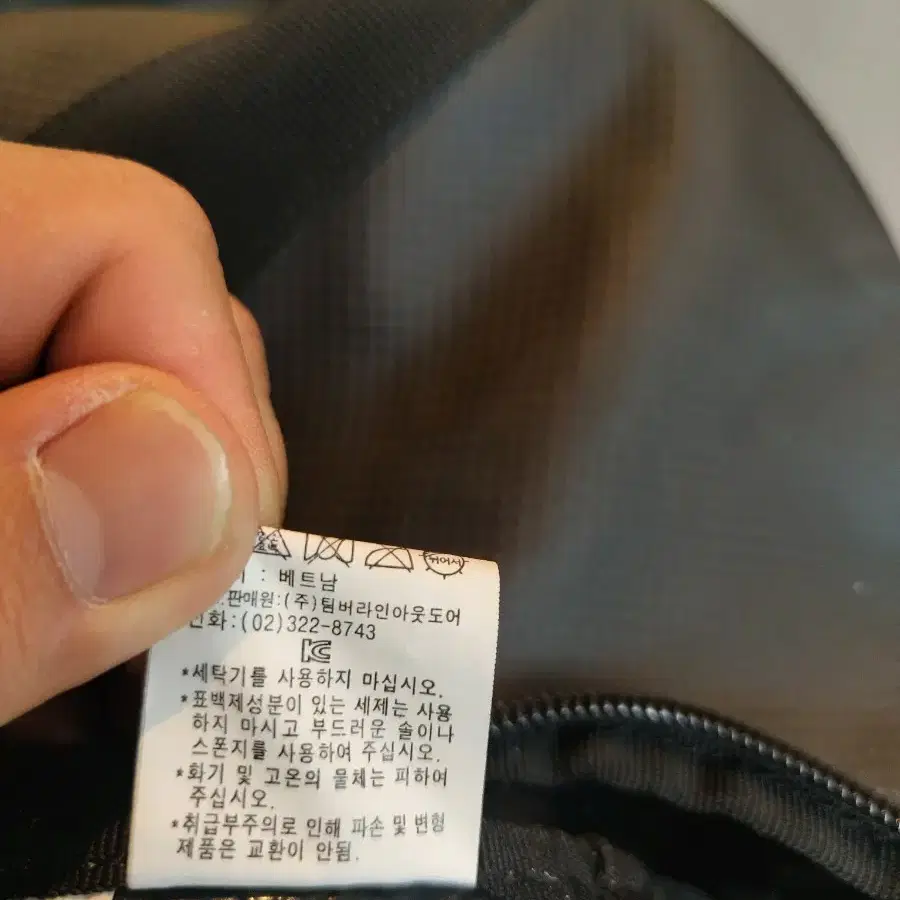 뉘어서
: 베트남
판매원:(주)팀버라인아웃도어
전화:(02)322-8743
*세탁기를 사용하지 마십시오.
*표백제성분이 있는 세제는 사용
하지 마시고 부드러운 솔이나
스폰지를 사용하여 주십시오.
*화기 및 고온의 물체는 피하여
주십시오.
*취급부주의로 인해 파손 및 변형
제품은 교환이 안됨.